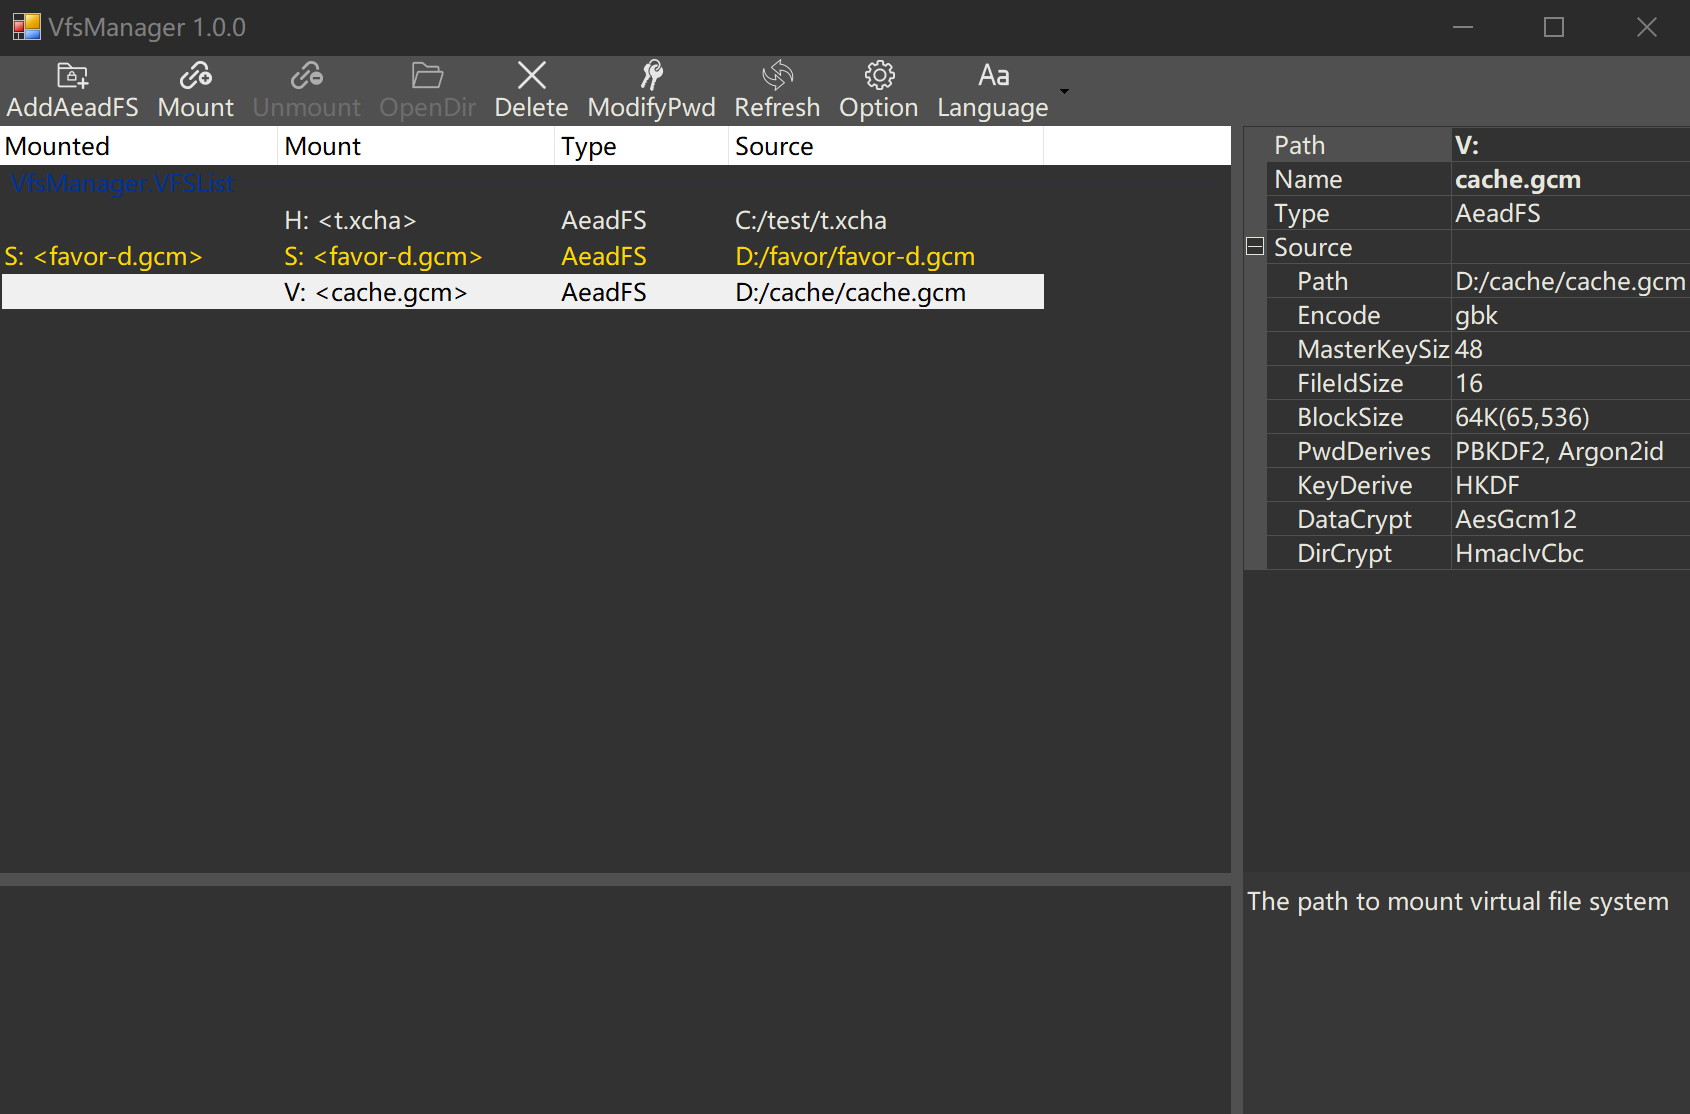 VfsManager 1.0.0
AddAeadFS Mount Unmount OpenDir Delete ModifyPwd Refresh Option Aa Language
Mounted Mount Type Source
VfsManager.VFSList
H: <t.xcha> AeadFS C:/test/t.xcha
S: <favor-d.gcm> S: <favor-d.gcm> AeadFS D:/favor/favor-d.gcm
V: <cache.gcm> AeadFS D:/cache/cache.gcm
Path V:
Name cache.gcm
Type AeadFS
Source
Path D:/cache/cache.gcm
Encode gbk
MasterKeySiz 48
FileIdSize 16
BlockSize 64K(65,536)
PwdDerives PBKDF2, Argon2id
KeyDerive HKDF
DataCrypt AesGcm12
DirCrypt HmacIvCbc
The path to mount virtual file system